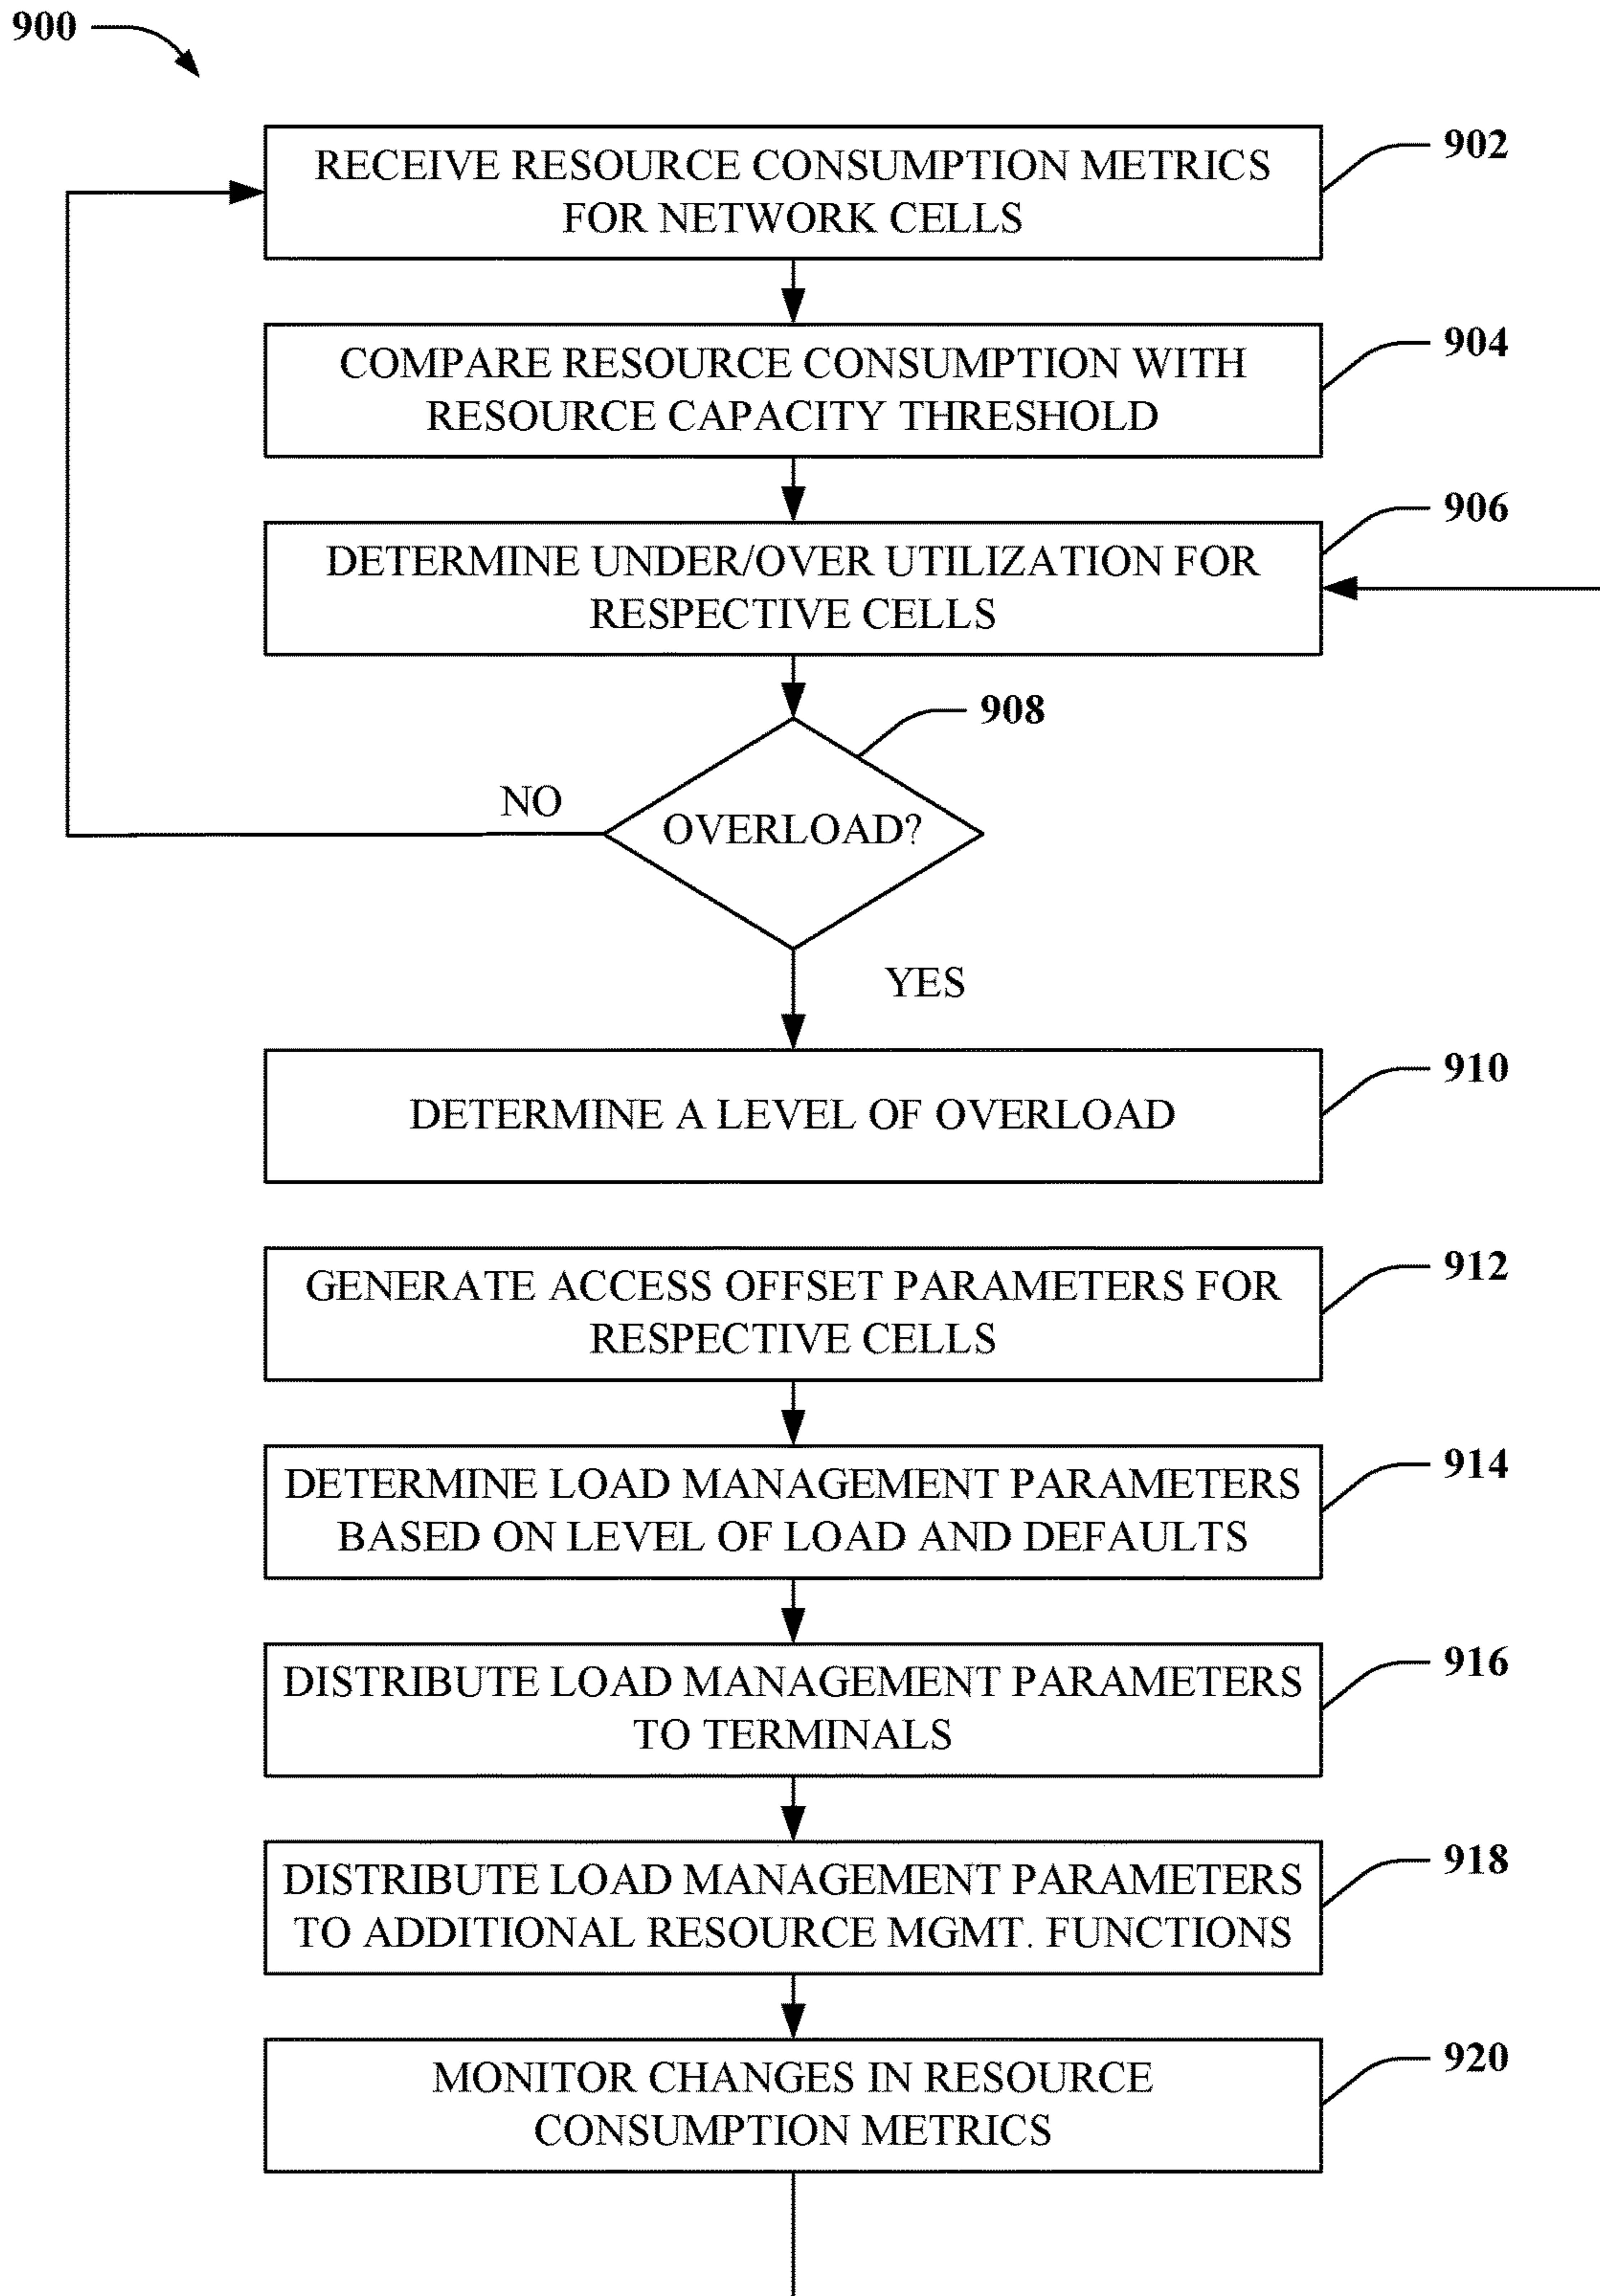 900
RECEIVE RESOURCE CONSUMPTION METRICS
FOR NETWORK CELLS
902
COMPARE RESOURCE CONSUMPTION WITH
RESOURCE CAPACITY THRESHOLD
904
DETERMINE UNDER/OVER UTILIZATION FOR
RESPECTIVE CELLS
906
908
NO
OVERLOAD?
YES
DETERMINE A LEVEL OF OVERLOAD
910
GENERATE ACCESS OFFSET PARAMETERS FOR
RESPECTIVE CELLS
912
DETERMINE LOAD MANAGEMENT PARAMETERS
BASED ON LEVEL OF LOAD AND DEFAULTS
914
DISTRIBUTE LOAD MANAGEMENT PARAMETERS
TO TERMINALS
916
DISTRIBUTE LOAD MANAGEMENT PARAMETERS
TO ADDITIONAL RESOURCE MGMT. FUNCTIONS
918
MONITOR CHANGES IN RESOURCE
CONSUMPTION METRICS
920